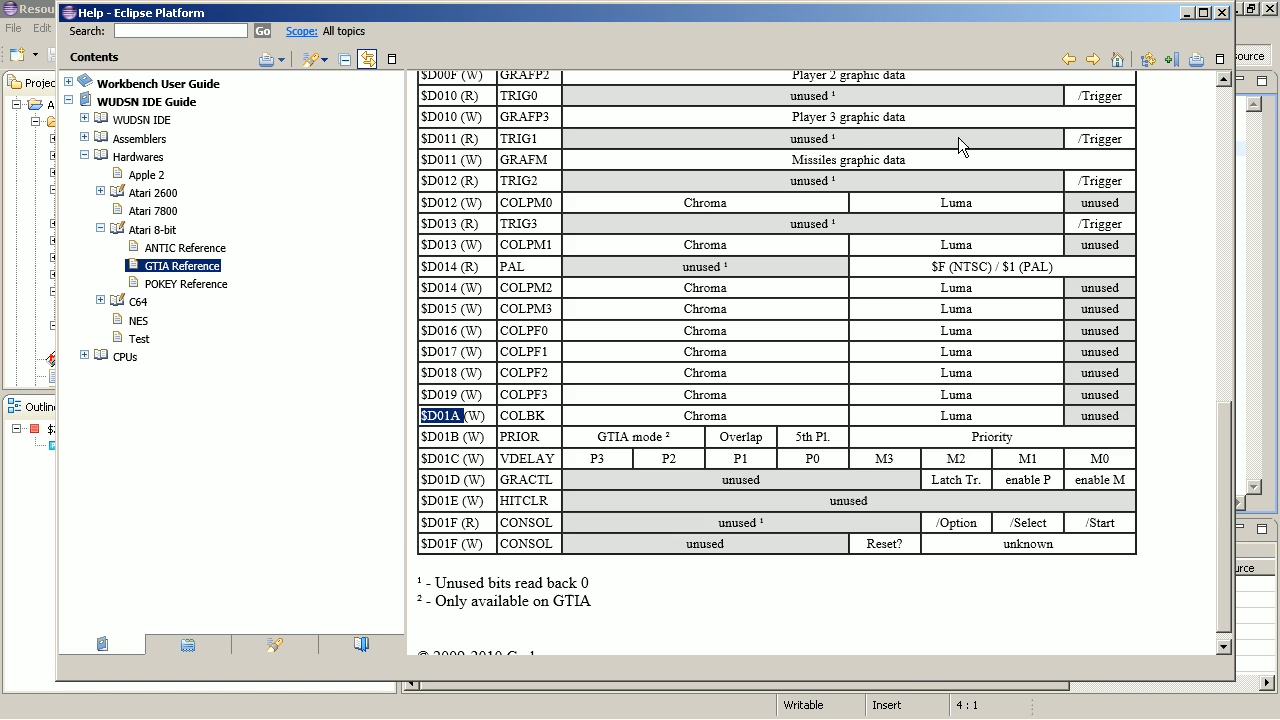 Resou
Help - Eclipse Platform
File Edit
Search: Go Scope: All topics
Contents
Projec
ource
Workbench User Guide
WUDSN IDE Guide
WUDSN IDE
Assemblers
Hardwares
Apple 2
Atari 2600
Atari 7800
Atari 8-bit
ANTIC Reference
GTIA Reference
POKEY Reference
C64
NES
Test
CPUs
Outlin
$D00F (W) GRAFP2 Player 2 graphic data
$D010 (R) TRIG0 unused ¹ /Trigger
$D010 (W) GRAFP3 Player 3 graphic data
$D011 (R) TRIG1 unused ¹ /Trigger
$D011 (W) GRAFM Missiles graphic data
$D012 (R) TRIG2 unused ¹ /Trigger
$D012 (W) COLPM0 Chroma Luma unused
$D013 (R) TRIG3 unused ¹ /Trigger
$D013 (W) COLPM1 Chroma Luma unused
$D014 (R) PAL unused ¹ $F (NTSC) / $1 (PAL)
$D014 (W) COLPM2 Chroma Luma unused
$D015 (W) COLPM3 Chroma Luma unused
$D016 (W) COLPF0 Chroma Luma unused
$D017 (W) COLPF1 Chroma Luma unused
$D018 (W) COLPF2 Chroma Luma unused
$D019 (W) COLPF3 Chroma Luma unused
$D01A (W) COLBK Chroma Luma unused
$D01B (W) PRIOR GTIA mode ² Overlap 5th Pl. Priority
$D01C (W) VDELAY P3 P2 P1 P0 M3 M2 M1 M0
$D01D (W) GRACTL unused Latch Tr. enable P enable M
$D01E (W) HITCLR unused
$D01F (R) CONSOL unused ¹ /Option /Select /Start
$D01F (W) CONSOL unused Reset? unknown
¹ - Unused bits read back 0
² - Only available on GTIA
urce
Writable Insert 4 : 1